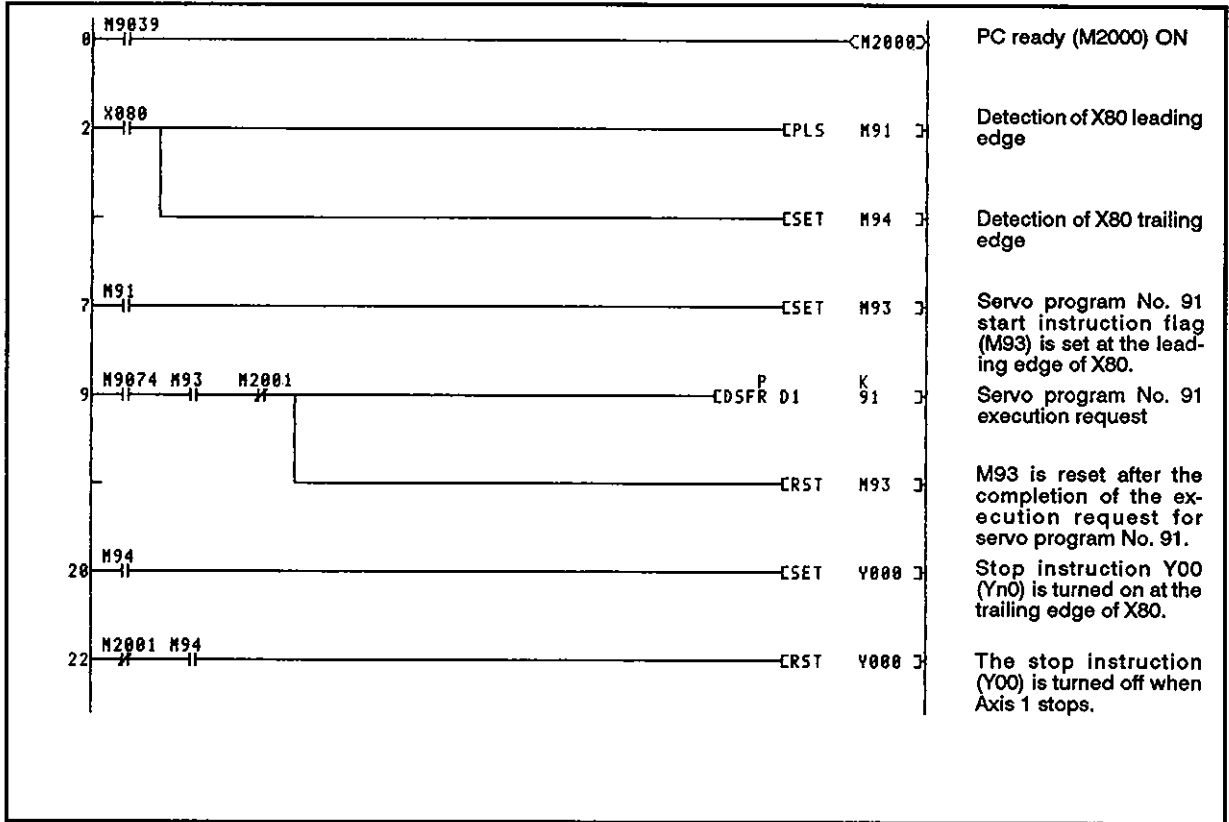 M9039
0 (M2000) PC ready (M2000) ON
X080
2 [PLS M91 ] Detection of X80 leading
edge
[SET M94 ] Detection of X80 trailing
edge
M91
7 [SET M93 ] Servo program No. 91
start instruction flag
(M93) is set at the lead-
ing edge of X80.
M9074 M93 M2001 P K
9 [DSFR D1 91 ] Servo program No. 91
execution request
[RST M93 ] M93 is reset after the
completion of the ex-
ecution request for
servo program No. 91.
M94
20 [SET Y000 ] Stop instruction Y00
(Yn0) is turned on at the
trailing edge of X80.
M2001 M94
22 [RST Y000 ] The stop instruction
(Y00) is turned off when
Axis 1 stops.